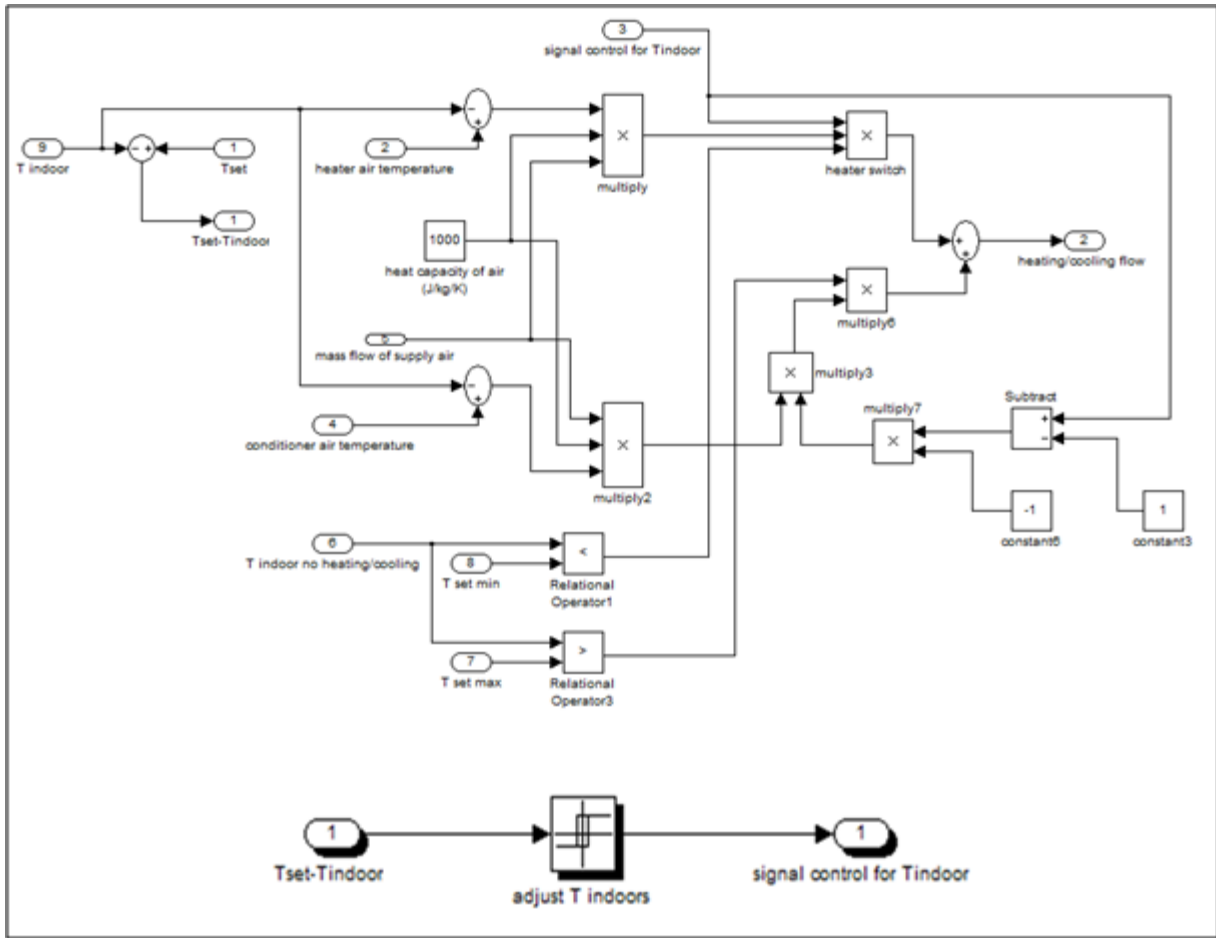 3
signal control for Tindoor
9
T indoor
1
Tset
1
Tset-Tindoor
2
heater air temperature
multiply
heater switch
1000
heat capacity of air
(J/kg/K)
2
heating/cooling flow
multiply6
5
mass flow of supply air
multiply3
4
conditioner air temperature
multiply2
multiply7
Subtract
-1
constant6
1
constant3
6
T indoor no heating/cooling
8
T set min
<
Relational
Operator1
7
T set max
>
Relational
Operator3
1
Tset-Tindoor
adjust T indoors
1
signal control for Tindoor